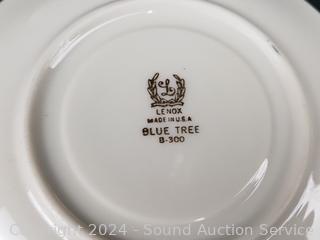 L
LENOX
MADE IN U.S.A
BLUE TREE
B-300
Copyright 2024 - Sound Auction Service